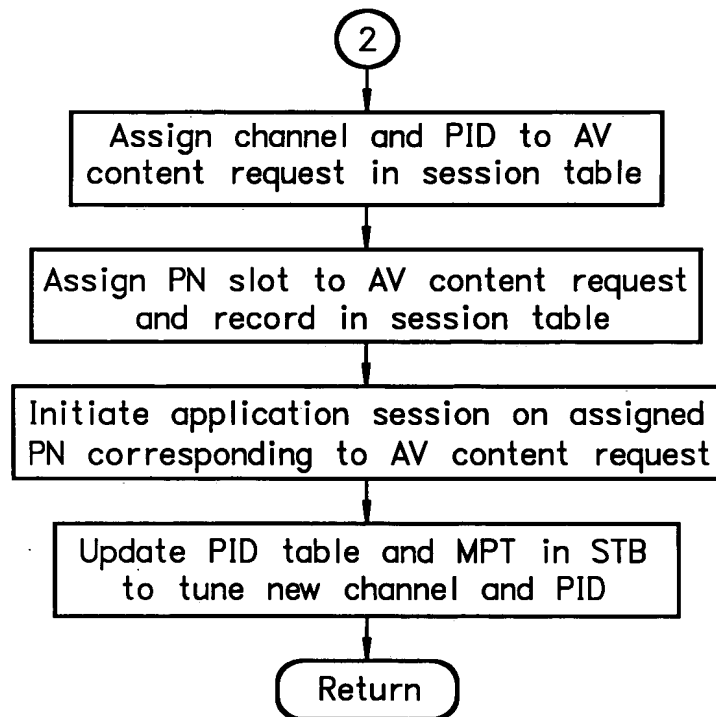 2
Assign channel and PID to AV
content request in session table
Assign PN slot to AV content request
and record in session table
Initiate application session on assigned
PN corresponding to AV content request
Update PID table and MPT in STB
to tune new channel and PID
Return